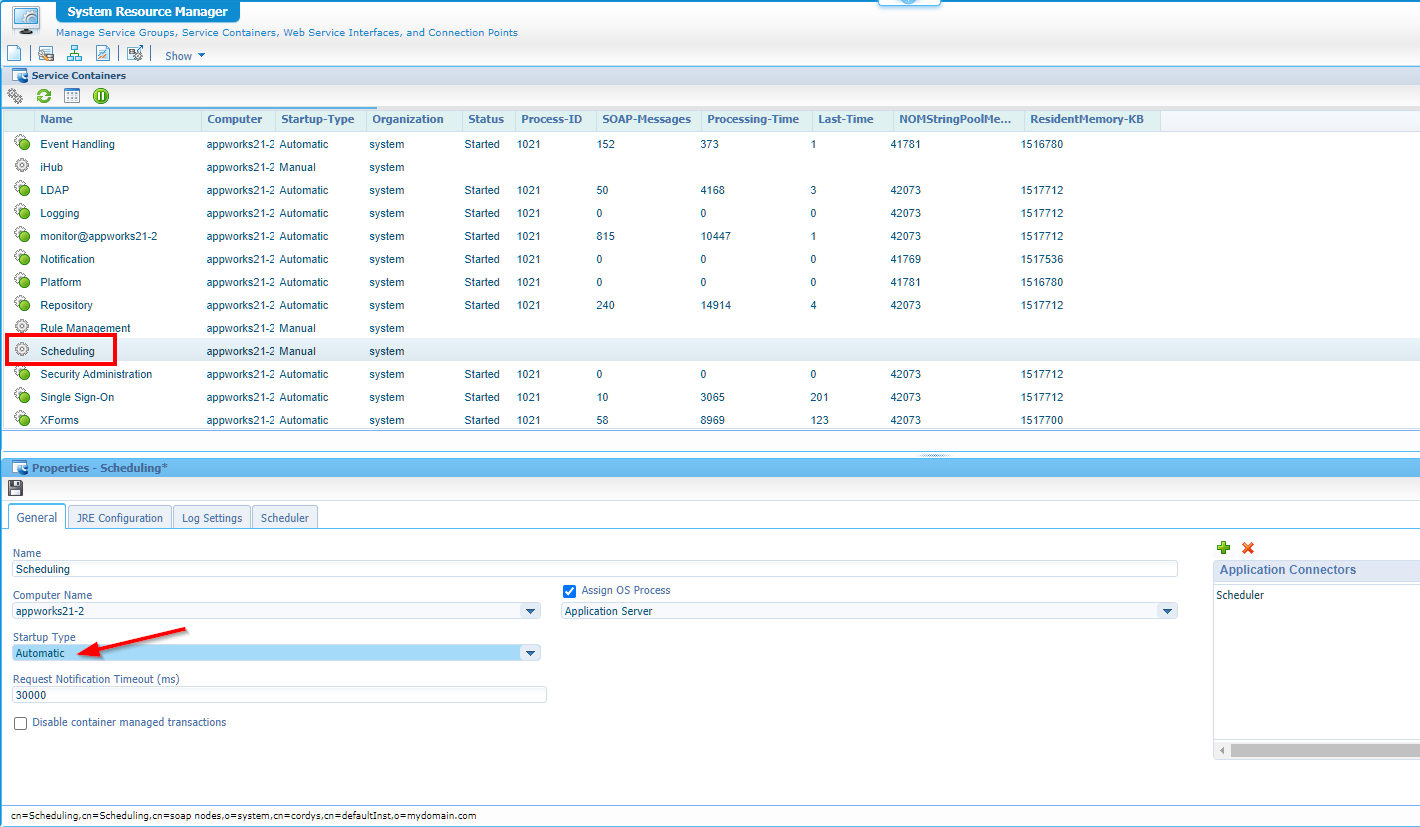 System Resource Manager
Manage Service Groups, Service Containers, Web Service Interfaces, and Connection Points
Show
Service Containers
Name Computer Startup-Type Organization Status Process-ID SOAP-Messages Processing-Time Last-Time NOMStringPoolMe... ResidentMemory-KB
Event Handling appworks21-2 Automatic system Started 1021 152 373 1 41781 1516780
iHub appworks21-2 Manual system
LDAP appworks21-2 Automatic system Started 1021 50 4168 3 42073 1517712
Logging appworks21-2 Automatic system Started 1021 0 0 0 42073 1517712
monitor@appworks21-2 appworks21-2 Automatic system Started 1021 815 10447 1 42073 1517712
Notification appworks21-2 Automatic system Started 1021 0 0 0 41769 1517536
Platform appworks21-2 Automatic system Started 1021 0 0 0 41781 1516780
Repository appworks21-2 Automatic system Started 1021 240 14914 4 42073 1517712
Rule Management appworks21-2 Manual system
Scheduling appworks21-2 Manual system
Security Administration appworks21-2 Automatic system Started 1021 0 0 0 42073 1517712
Single Sign-On appworks21-2 Automatic system Started 1021 10 3065 201 42073 1517712
XForms appworks21-2 Automatic system Started 1021 58 8969 123 42073 1517700
Properties - Scheduling*
General JRE Configuration Log Settings Scheduler
Name
Scheduling
Computer Name
appworks21-2
Assign OS Process
Application Server
Startup Type
Automatic
Request Notification Timeout (ms)
30000
Disable container managed transactions
Application Connectors
Scheduler
cn=Scheduling,cn=Scheduling,cn=soap nodes,o=system,cn=cordys,cn=defaultInst,o=mydomain.com